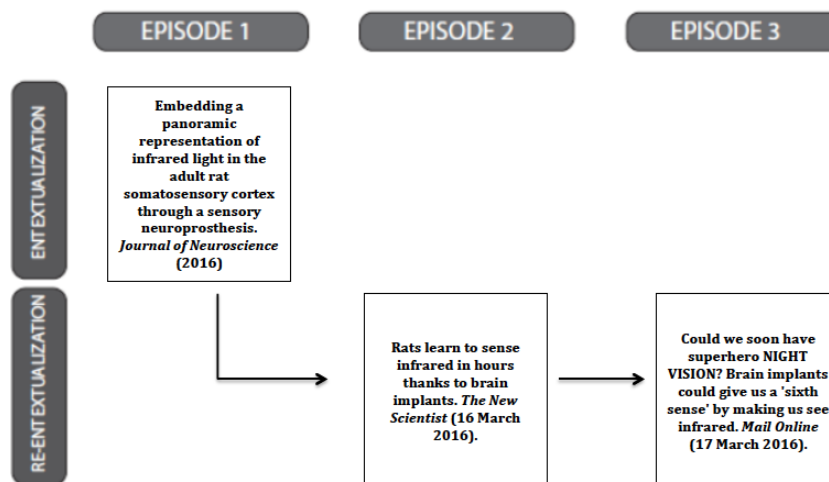 EPISODE 1
EPISODE 2
EPISODE 3
ENTEXTUALIZATION
Embedding a
panoramic
representation of
infrared light in the
adult rat
somatosensory cortex
through a sensory
neuroprosthesis.
Journal of Neuroscience
(2016)
RE-ENTEXTUALIZATION
Rats learn to sense
infrared in hours
thanks to brain
implants. The New
Scientist (16 March
2016).
Could we soon have
superhero NIGHT
VISION? Brain implants
could give us a 'sixth
sense' by making us see
infrared. Mail Online
(17 March 2016).